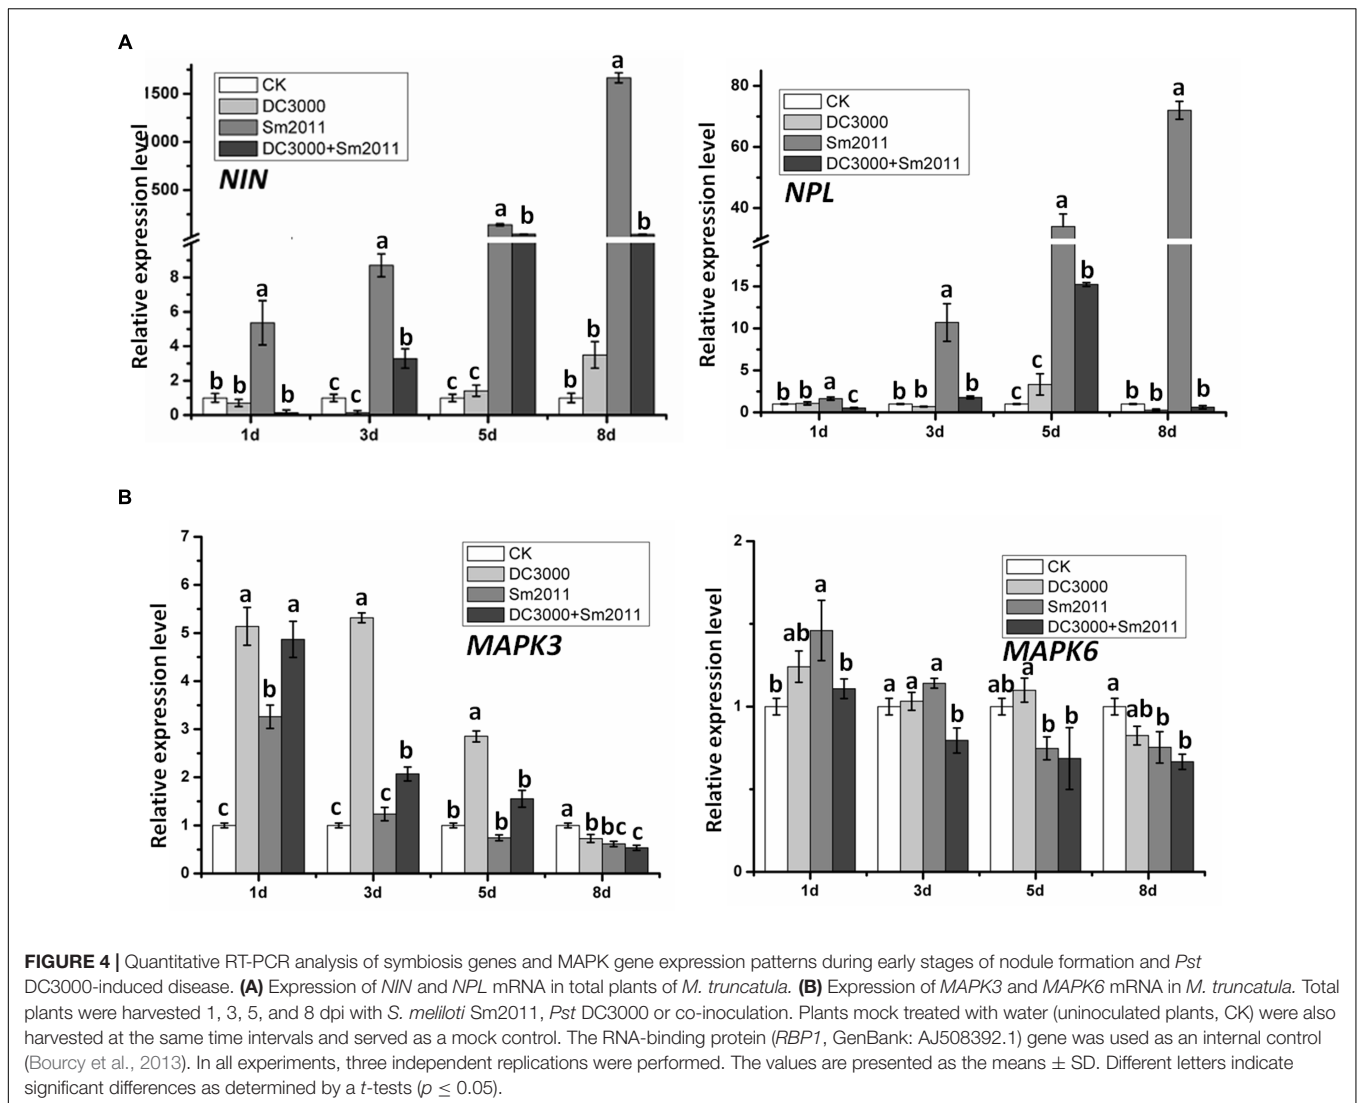 A
Relative expression level
1500
1000
500
8
6
4
2
0
CK
DC3000
Sm2011
DC3000+Sm2011
NIN
b b a b
c c a b
c c a b
b b a b
1d 3d 5d 8d
Relative expression level
80
60
40
15
10
5
0
CK
DC3000
Sm2011
DC3000+Sm2011
NPL
b b a c
b b a b
c c a b
b b a b
1d 3d 5d 8d
B
Relative expression level
7
6
5
4
3
2
1
0
CK
DC3000
Sm2011
DC3000+Sm2011
MAPK3
c a b a
c a c b
b a b b
a b bc c
1d 3d 5d 8d
Relative expression level
2
1
0
CK
DC3000
Sm2011
DC3000+Sm2011
MAPK6
b ab a b
a a a b
ab a b b
a ab b b
1d 3d 5d 8d
FIGURE 4 | Quantitative RT-PCR analysis of symbiosis genes and MAPK gene expression patterns during early stages of nodule formation and Pst
DC3000-induced disease. (A) Expression of NIN and NPL mRNA in total plants of M. truncatula. (B) Expression of MAPK3 and MAPK6 mRNA in M. truncatula. Total
plants were harvested 1, 3, 5, and 8 dpi with S. meliloti Sm2011, Pst DC3000 or co-inoculation. Plants mock treated with water (uninoculated plants, CK) were also
harvested at the same time intervals and served as a mock control. The RNA-binding protein (RBP1, GenBank: AJ508392.1) gene was used as an internal control
(Bourcy et al., 2013). In all experiments, three independent replications were performed. The values are presented as the means ± SD. Different letters indicate
significant differences as determined by a t-tests (p ≤ 0.05).